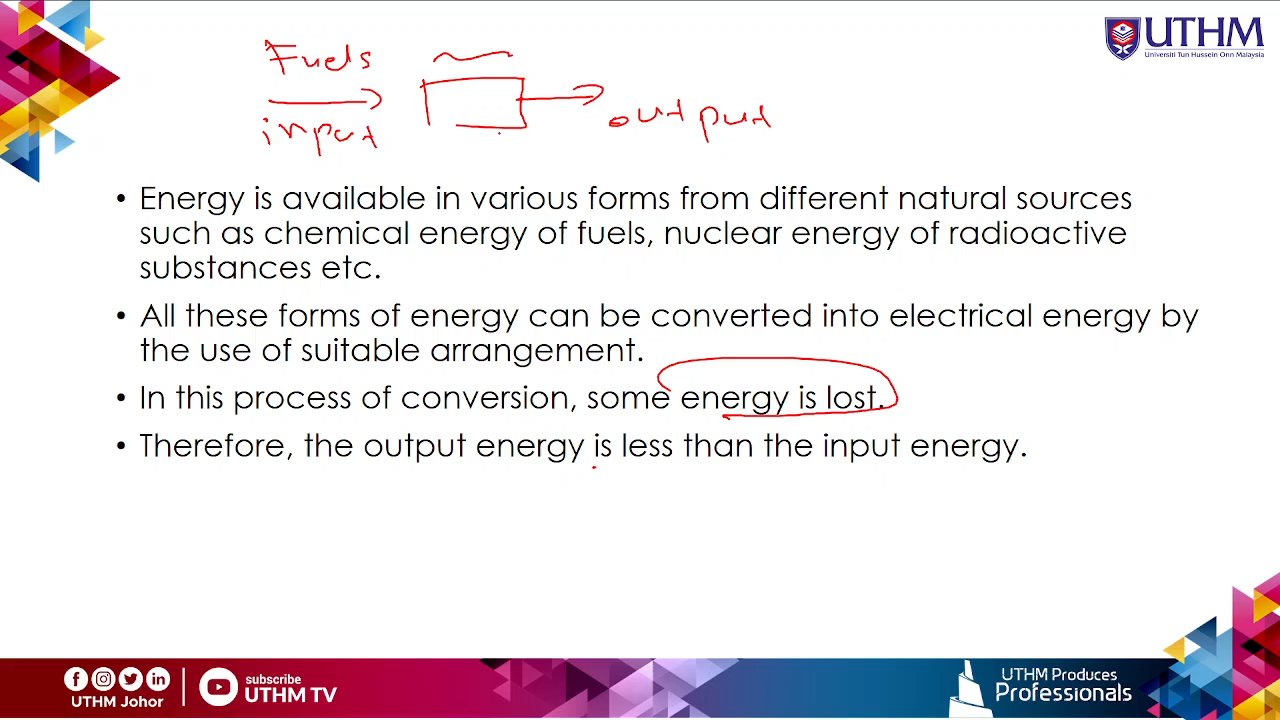 UTHM
Universiti Tun Hussein Onn Malaysia
Fuels
input
output
• Energy is available in various forms from different natural sources
such as chemical energy of fuels, nuclear energy of radioactive
substances etc.
• All these forms of energy can be converted into electrical energy by
the use of suitable arrangement.
• In this process of conversion, some energy is lost.
• Therefore, the output energy is less than the input energy.
UTHM Johor
subscribe
UTHM TV
UTHM Produces
Professionals